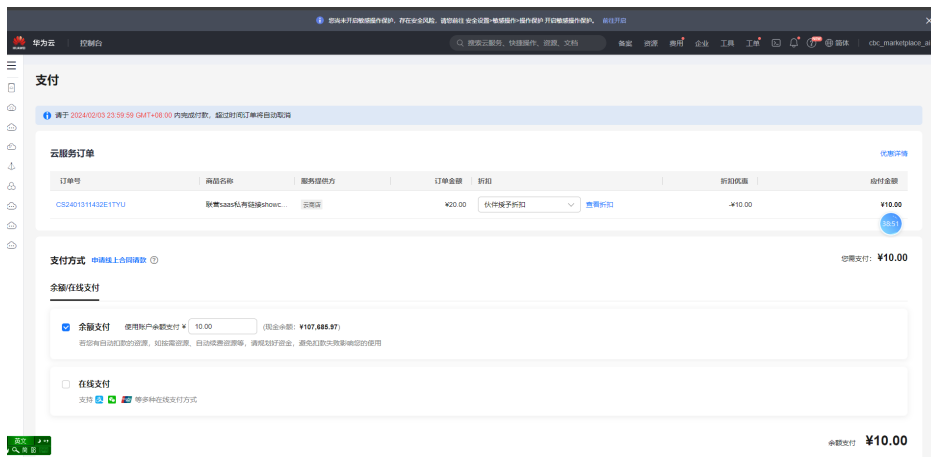 您尚未开启敏感操作保护，存在安全风险，请您前往 安全设置>敏感操作>操作保护 开启敏感操作保护。 前往开启
HUAWEI 华为云 控制台 搜索云服务、快捷操作、资源、文档 备案 资源 费用 企业 工具 工单 简体 cbc_marketplace_ai
支付
请于 2024/02/03 23:59:59 GMT+08:00 内完成付款，超过时间订单将自动取消
云服务订单 优惠详情
订单号 商品名称 服务提供方 订单金额 折扣 折扣优惠 应付金额
CS2401311432E1TYU 联营saas私有链接showc... 云商店 ¥20.00 伙伴授予折扣 查看折扣 -¥10.00 ¥10.00
38:51
支付方式 申请线上合同请款 您需支付：¥10.00
余额/在线支付
余额支付 使用账户余额支付 ¥ 10.00 (现金余额：¥107,685.97)
若您有自动扣款的资源，如按需资源、自动续费资源等，请规划好资金，避免扣款失败影响您的使用
在线支付
支持 等多种在线支付方式
英文
简
余额支付 ¥10.00